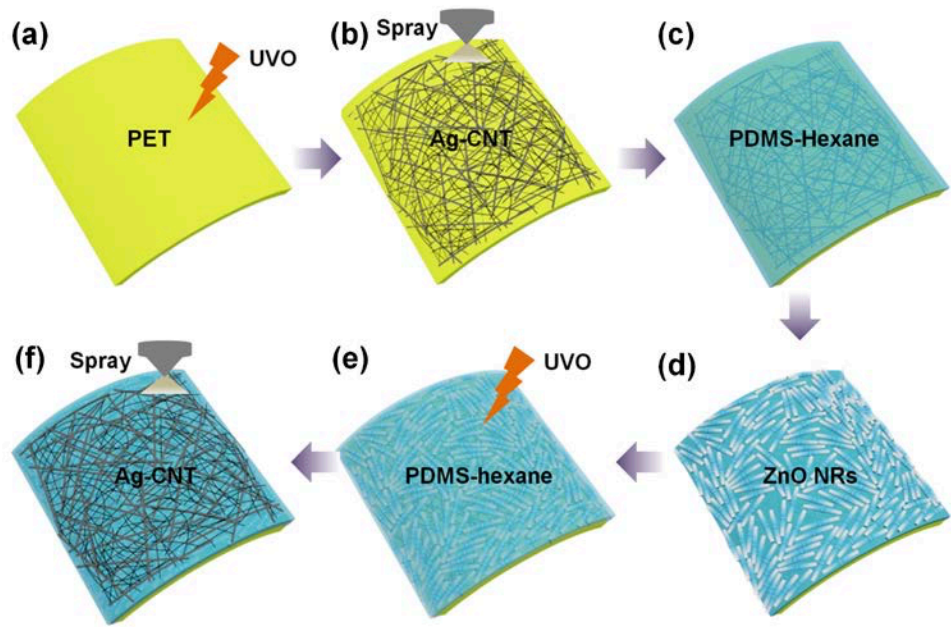 (a)
UVO
PET
(b)
Spray
Ag-CNT
(c)
PDMS-Hexane
(f)
Spray
Ag-CNT
(e)
UVO
PDMS-hexane
(d)
ZnO NRs